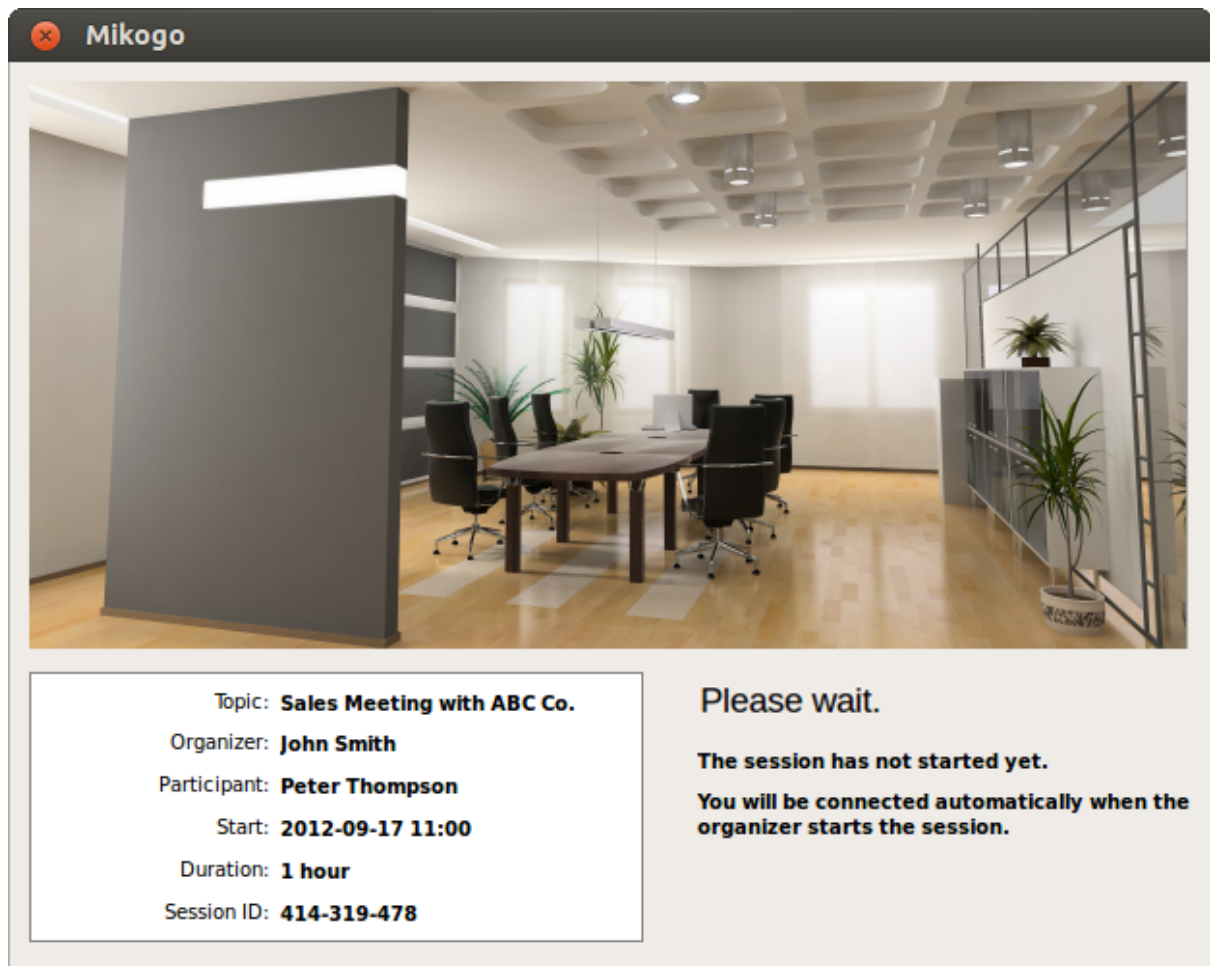 Mikogo
Topic: Sales Meeting with ABC Co.
Organizer: John Smith
Participant: Peter Thompson
Start: 2012-09-17 11:00
Duration: 1 hour
Session ID: 414-319-478
Please wait.
The session has not started yet.
You will be connected automatically when the
organizer starts the session.